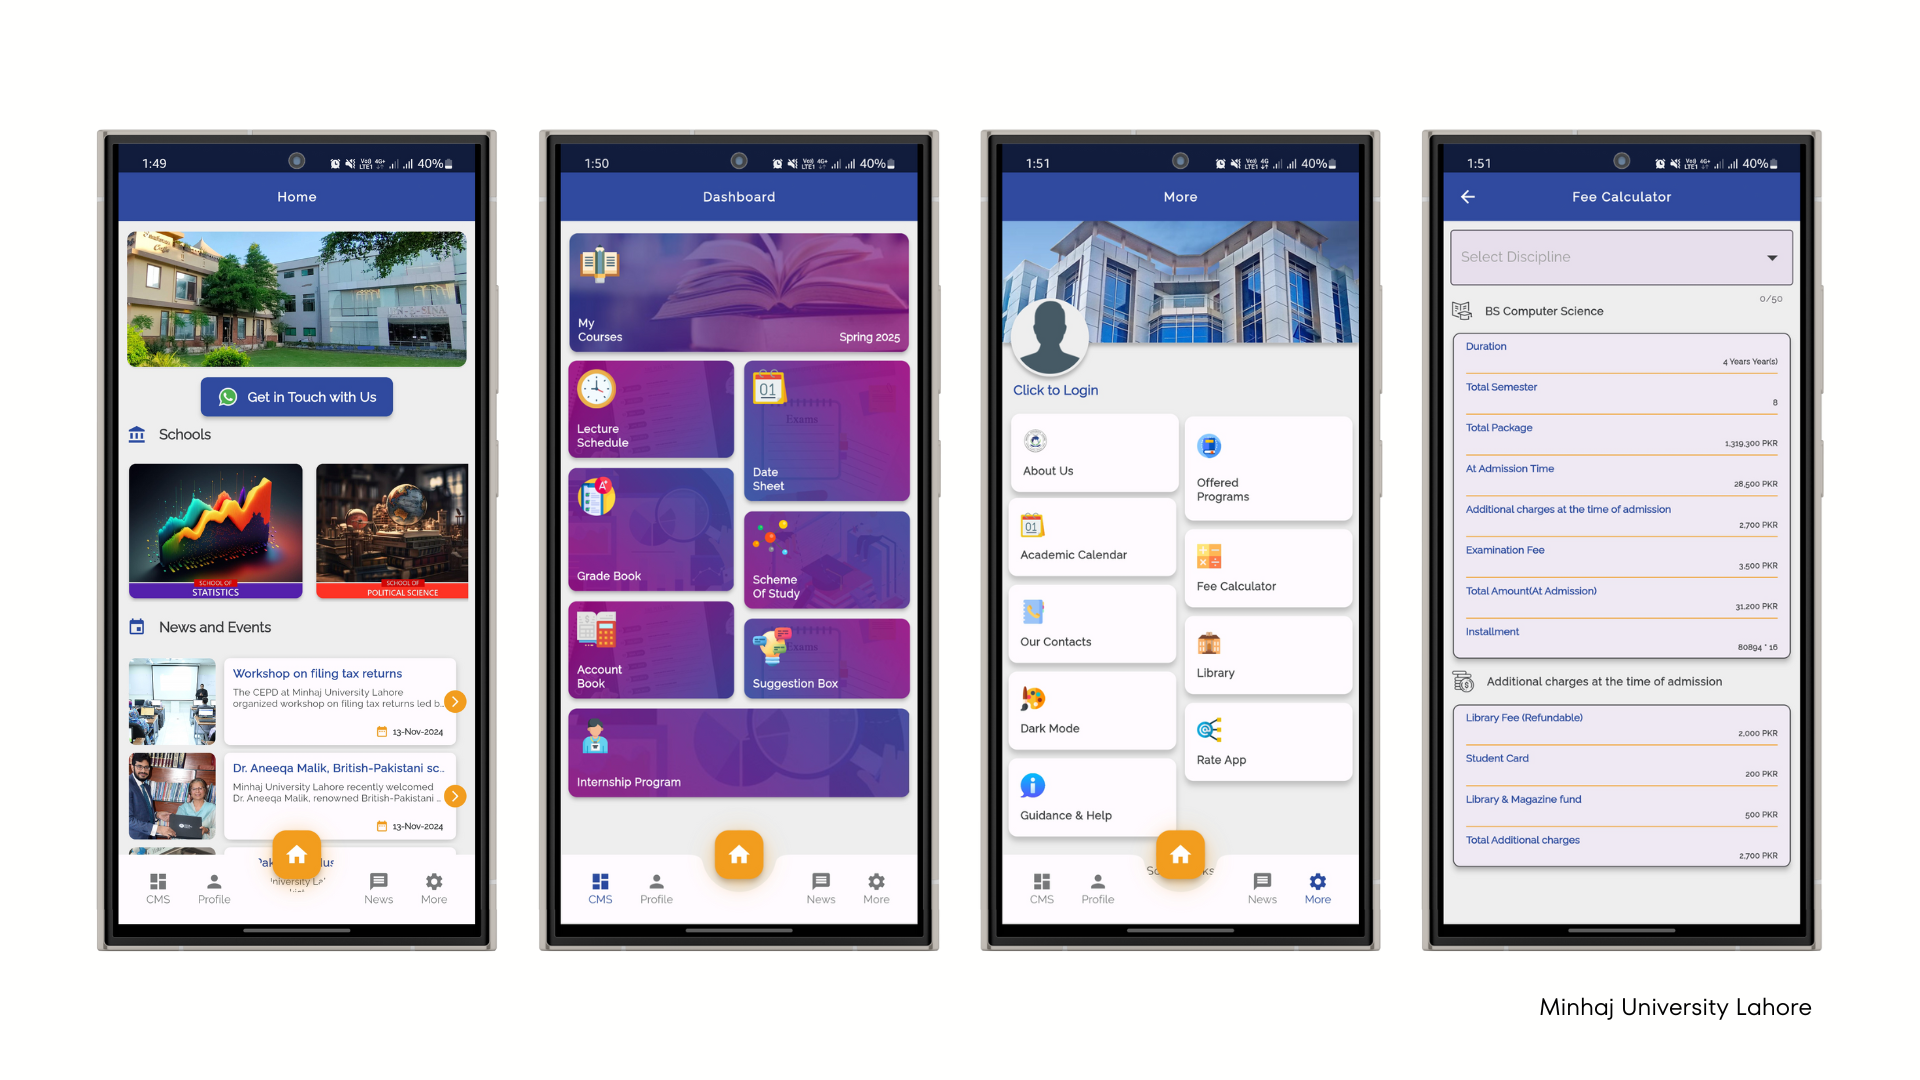 1:49
40%
Home
Get in Touch with Us
Schools
SCHOOL OF
STATISTICS
SCHOOL OF
POLITICAL SCIENCE
News and Events
Workshop on filing tax returns
The CEPD at Minhaj University Lahore
organized workshop on filing tax returns led b...
13-Nov-2024
Dr. Aneeqa Malik, British-Pakistani sc...
Minhaj University Lahore recently welcomed
Dr. Aneeqa Malik, renowned British-Pakistani ...
13-Nov-2024
CMS
Profile
News
More
1:50
40%
Dashboard
My
Courses
Spring 2025
Lecture
Schedule
01
Exams
Date
Sheet
A+
Grade Book
Scheme
Of Study
Account
Book
Exams
Suggestion Box
Internship Program
CMS
Profile
News
More
1:51
40%
More
Click to Login
About Us
Offered
Programs
01
Academic Calendar
Fee Calculator
Our Contacts
Library
Dark Mode
Rate App
Guidance & Help
CMS
Profile
News
More
1:51
40%
Fee Calculator
Select Discipline
0/50
BS Computer Science
Duration
4 Years Year(s)
Total Semester
8
Total Package
1,319,300 PKR
At Admission Time
28,500 PKR
Additional charges at the time of admission
2,700 PKR
Examination Fee
3,500 PKR
Total Amount(At Admission)
31,200 PKR
Installment
80894 * 16
Additional charges at the time of admission
Library Fee (Refundable)
2,000 PKR
Student Card
200 PKR
Library & Magazine fund
500 PKR
Total Additional charges
2,700 PKR
Minhaj University Lahore